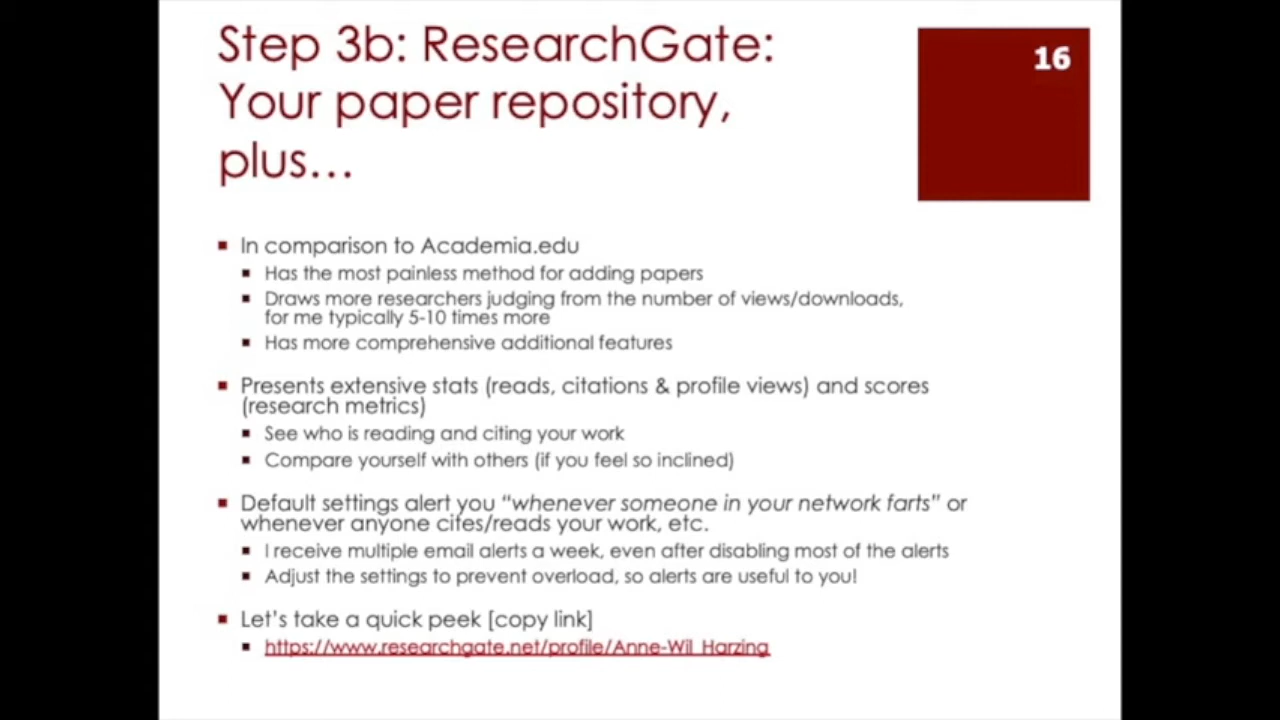 Step 3b: ResearchGate:
Your paper repository,
plus…
16
In comparison to Academia.edu
Has the most painless method for adding papers
Draws more researchers judging from the number of views/downloads,
for me typically 5-10 times more
Has more comprehensive additional features
Presents extensive stats (reads, citations & profile views) and scores
(research metrics)
See who is reading and citing your work
Compare yourself with others (if you feel so inclined)
Default settings alert you “whenever someone in your network farts” or
whenever anyone cites/reads your work, etc.
I receive multiple email alerts a week, even after disabling most of the alerts
Adjust the settings to prevent overload, so alerts are useful to you!
Let’s take a quick peek [copy link]
https://www.researchgate.net/profile/Anne-Wil_Harzing